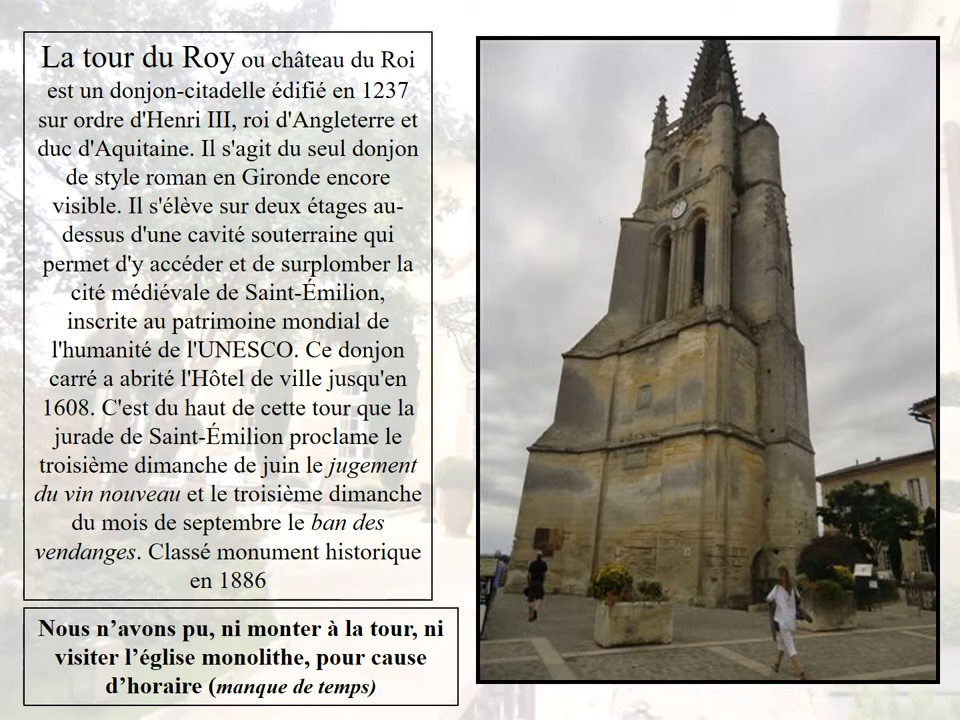 La tour du Roy ou château du Roi
est un donjon-citadelle édifié en 1237
sur ordre d'Henri III, roi d'Angleterre et
duc d'Aquitaine. Il s'agit du seul donjon
de style roman en Gironde encore
visible. Il s'élève sur deux étages au-
dessus d'une cavité souterraine qui
permet d'y accéder et de surplomber la
cité médiévale de Saint-Émilion,
inscrite au patrimoine mondial de
l'humanité de l'UNESCO. Ce donjon
carré a abrité l'Hôtel de ville jusqu'en
1608. C'est du haut de cette tour que la
jurade de Saint-Émilion proclame le
troisième dimanche de juin le jugement
du vin nouveau et le troisième dimanche
du mois de septembre le ban des
vendanges. Classé monument historique
en 1886
Nous n’avons pu, ni monter à la tour, ni
visiter l’église monolithe, pour cause
d’horaire (manque de temps)